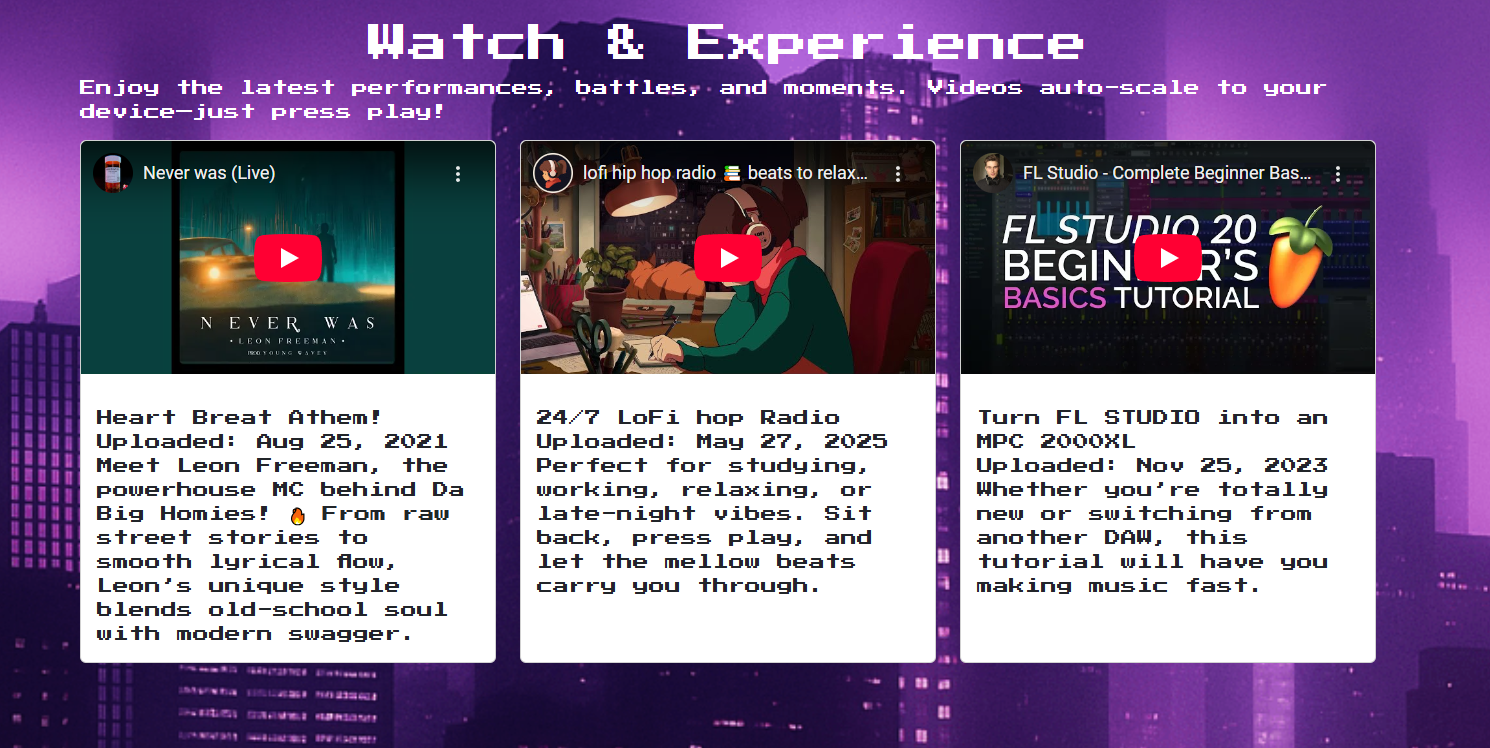 Watch & Experience
Enjoy the latest performances, battles, and moments. Videos auto-scale to your
device—just press play!
Never was (Live)
N EVER WAS
• LEON FREEMAN •
PROD YOUNG WAVEY
Heart Breat Athem!
Uploaded: Aug 25, 2021
Meet Leon Freeman, the
powerhouse MC behind Da
Big Homies! 🔥 From raw
street stories to
smooth lyrical flow,
Leon's unique style
blends old-school soul
with modern swagger.
lofi hip hop radio 📚 beats to relax...
24/7 LoFi hop Radio
Uploaded: May 27, 2025
Perfect for studying,
working, relaxing, or
late-night vibes. Sit
back, press play, and
let the mellow beats
carry you through.
FL Studio - Complete Beginner Bas...
FL STUDIO 20
BEGINNER'S
BASICS TUTORIAL
Turn FL STUDIO into an
MPC 2000XL
Uploaded: Nov 25, 2023
Whether you're totally
new or switching from
another DAW, this
tutorial will have you
making music fast.